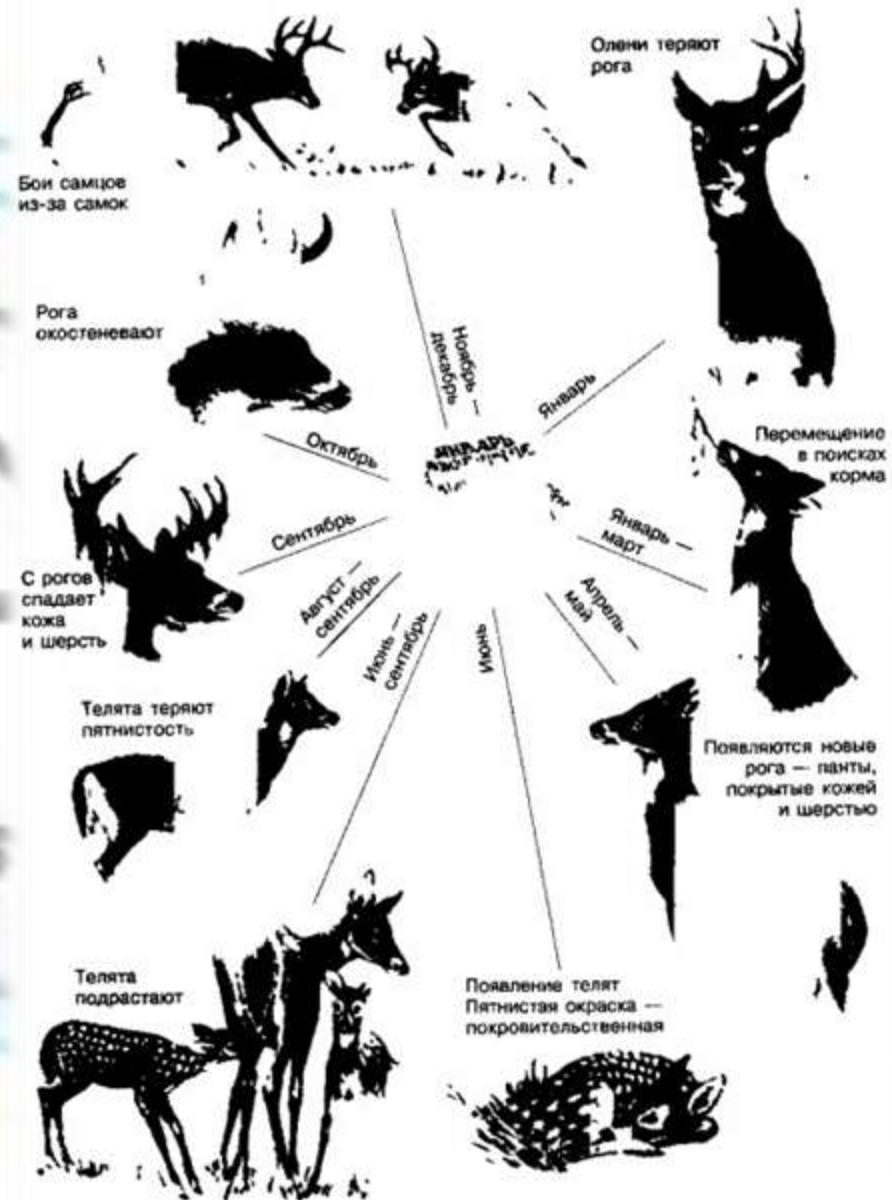 Олени теряют
рога
Бои самцов
из-за самок
Рога
окостеневают
Ноябрь —
декабрь
Январь
Октябрь
Перемещение
в поисках
корма
Сентябрь
Январь —
март
С рогов
спадает
кожа
и шерсть
Август —
сентябрь
Июнь —
сентябрь
Июнь
Апрель —
май
Телята теряют
пятнистость
Появляются новые
рога — панты,
покрытые кожей
и шерстью
Телята
подрастают
Появление телят
Пятнистая окраска —
покровительственная